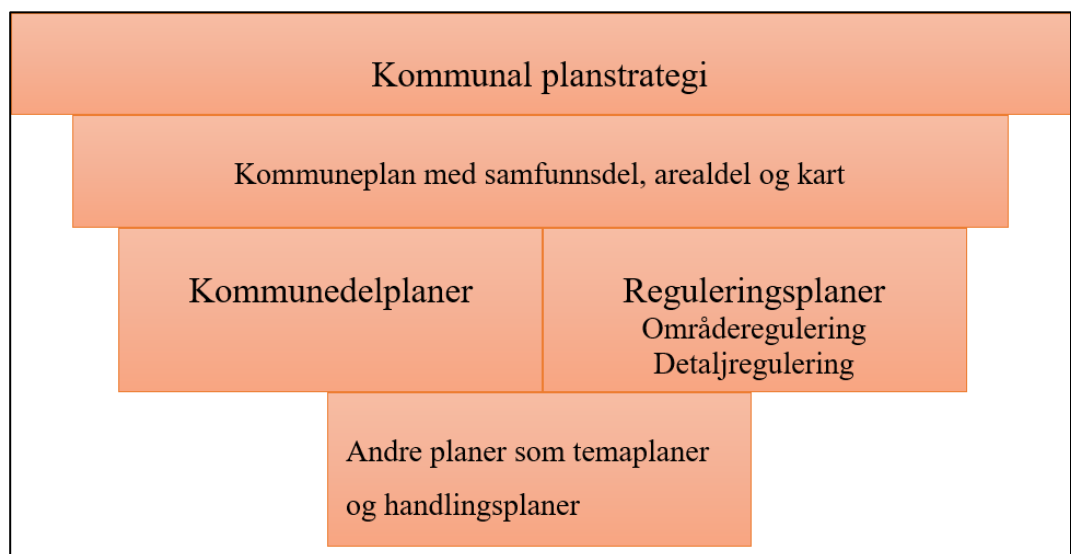 Kommunal planstrategi
Kommuneplan med samfunnsdel, arealdel og kart
Kommunedelplaner
Reguleringsplaner
Områderegulering
Detaljregulering
Andre planer som temaplaner
og handlingsplaner